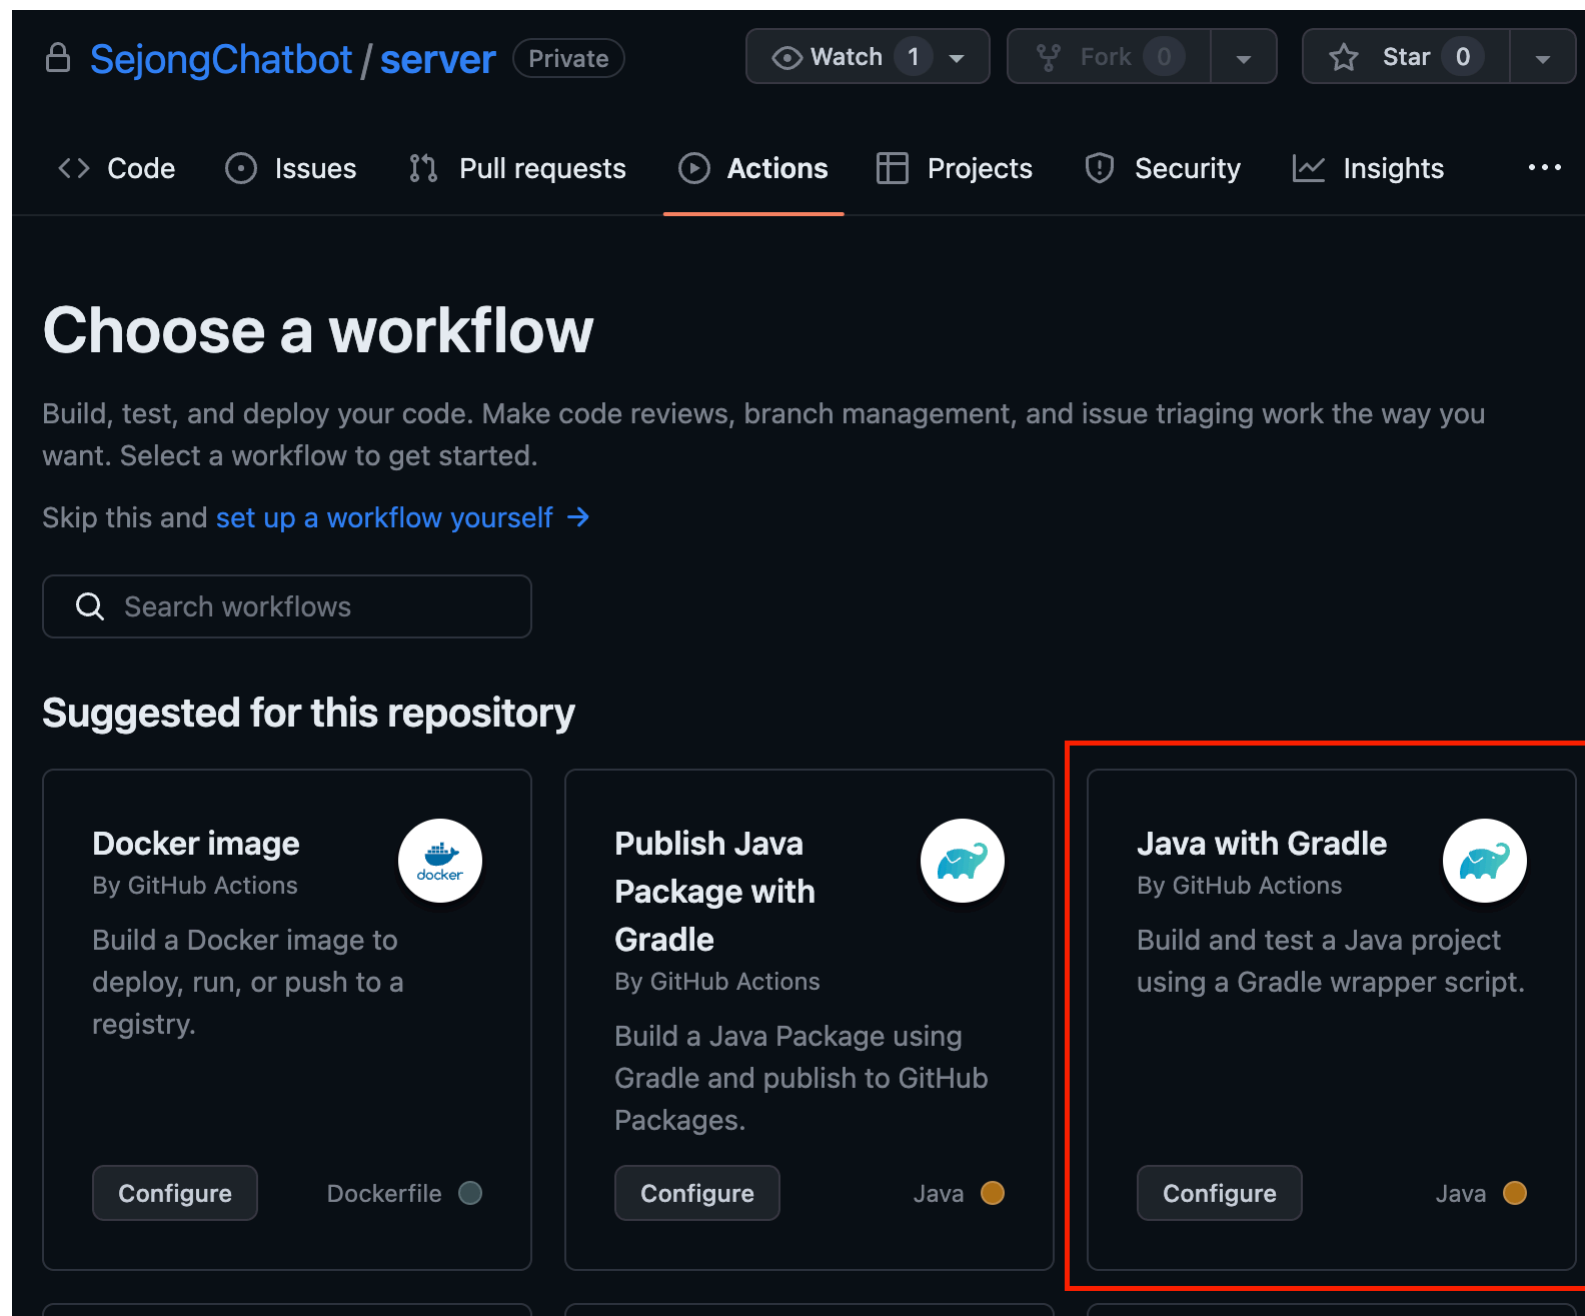 SejongChatbot / server Private Watch 1 Fork 0 Star 0
Code Issues Pull requests Actions Projects Security Insights ...
Choose a workflow
Build, test, and deploy your code. Make code reviews, branch management, and issue triaging work the way you
want. Select a workflow to get started.
Skip this and set up a workflow yourself →
Search workflows
Suggested for this repository
Docker image
By GitHub Actions
docker
Build a Docker image to
deploy, run, or push to a
registry.
Configure Dockerfile
Publish Java
Package with
Gradle
By GitHub Actions
Build a Java Package using
Gradle and publish to GitHub
Packages.
Configure Java
Java with Gradle
By GitHub Actions
Build and test a Java project
using a Gradle wrapper script.
Configure Java